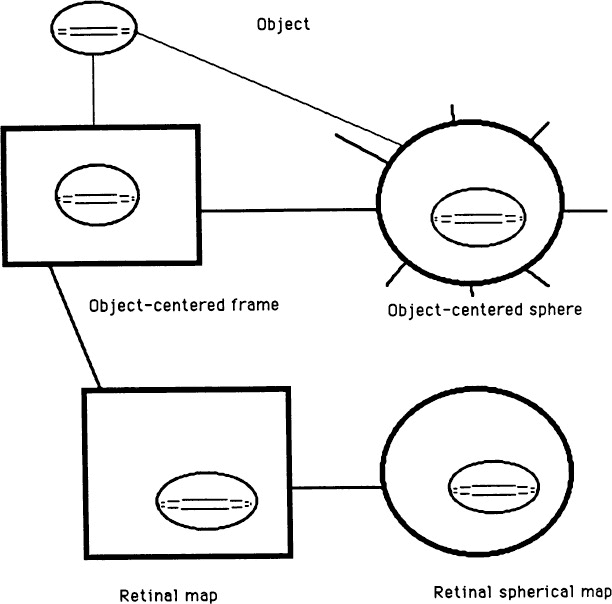 Object
Object-centered frame
Object-centered sphere
Retinal map
Retinal spherical map